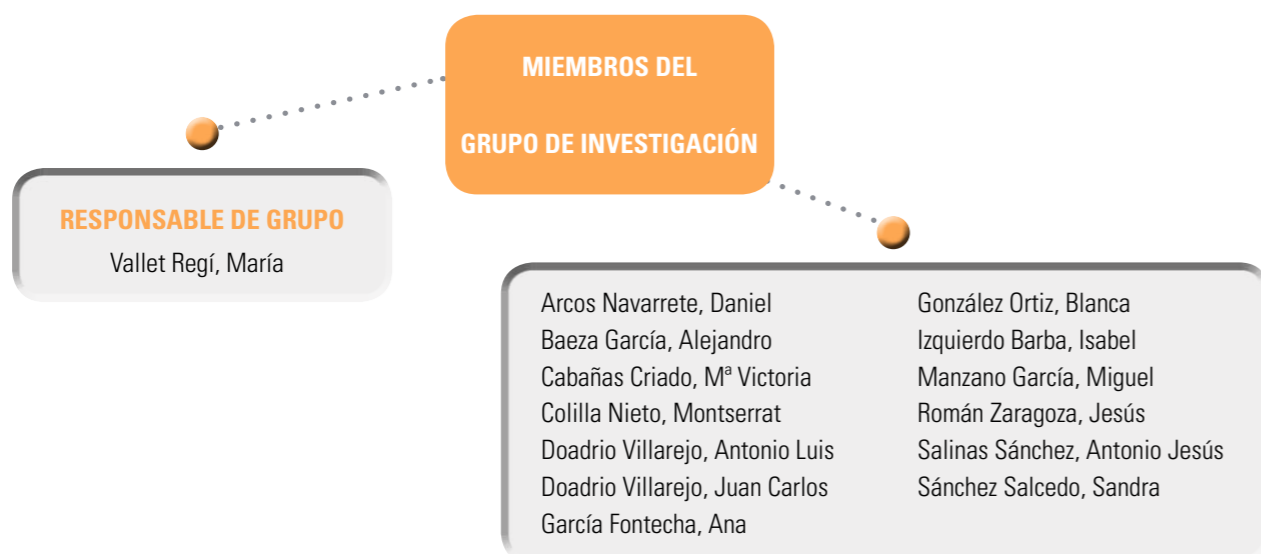 MIEMBROS DEL
GRUPO DE INVESTIGACIÓN
RESPONSABLE DE GRUPO
Vallet Regí, María
Arcos Navarrete, Daniel
Baeza García, Alejandro
Cabañas Criado, Mª Victoria
Colilla Nieto, Montserrat
Doadrio Villarejo, Antonio Luis
Doadrio Villarejo, Juan Carlos
García Fontecha, Ana
González Ortiz, Blanca
Izquierdo Barba, Isabel
Manzano García, Miguel
Román Zaragoza, Jesús
Salinas Sánchez, Antonio Jesús
Sánchez Salcedo, Sandra